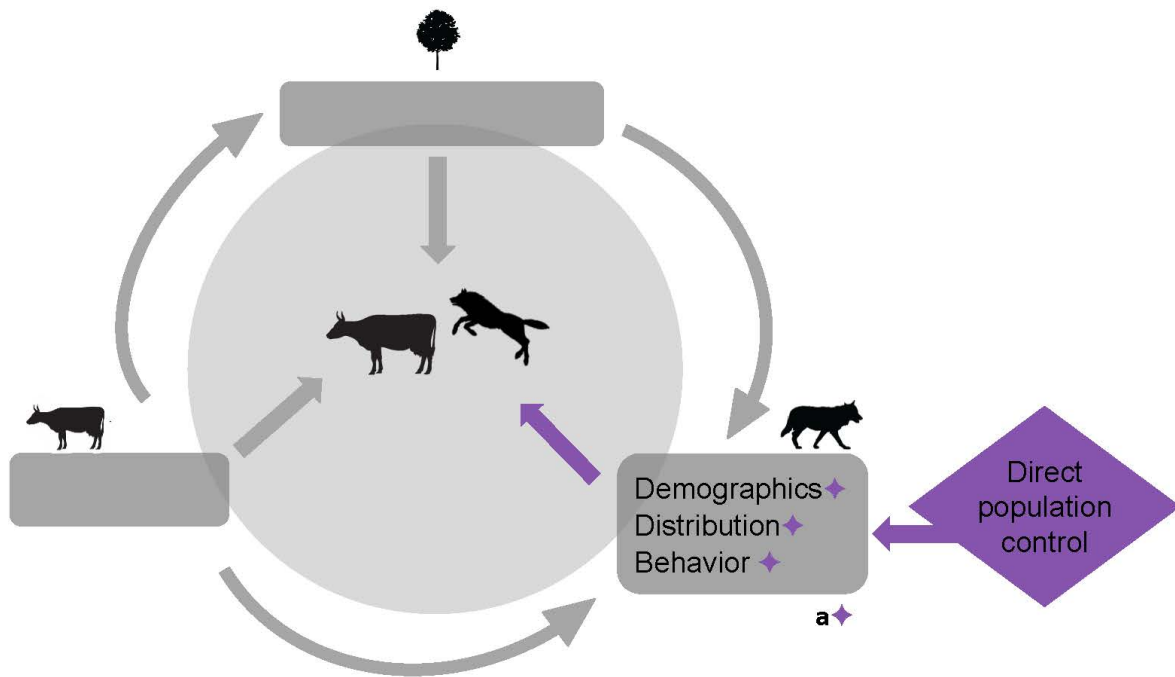 Demographics
Distribution
Behavior
a
Direct
population
control